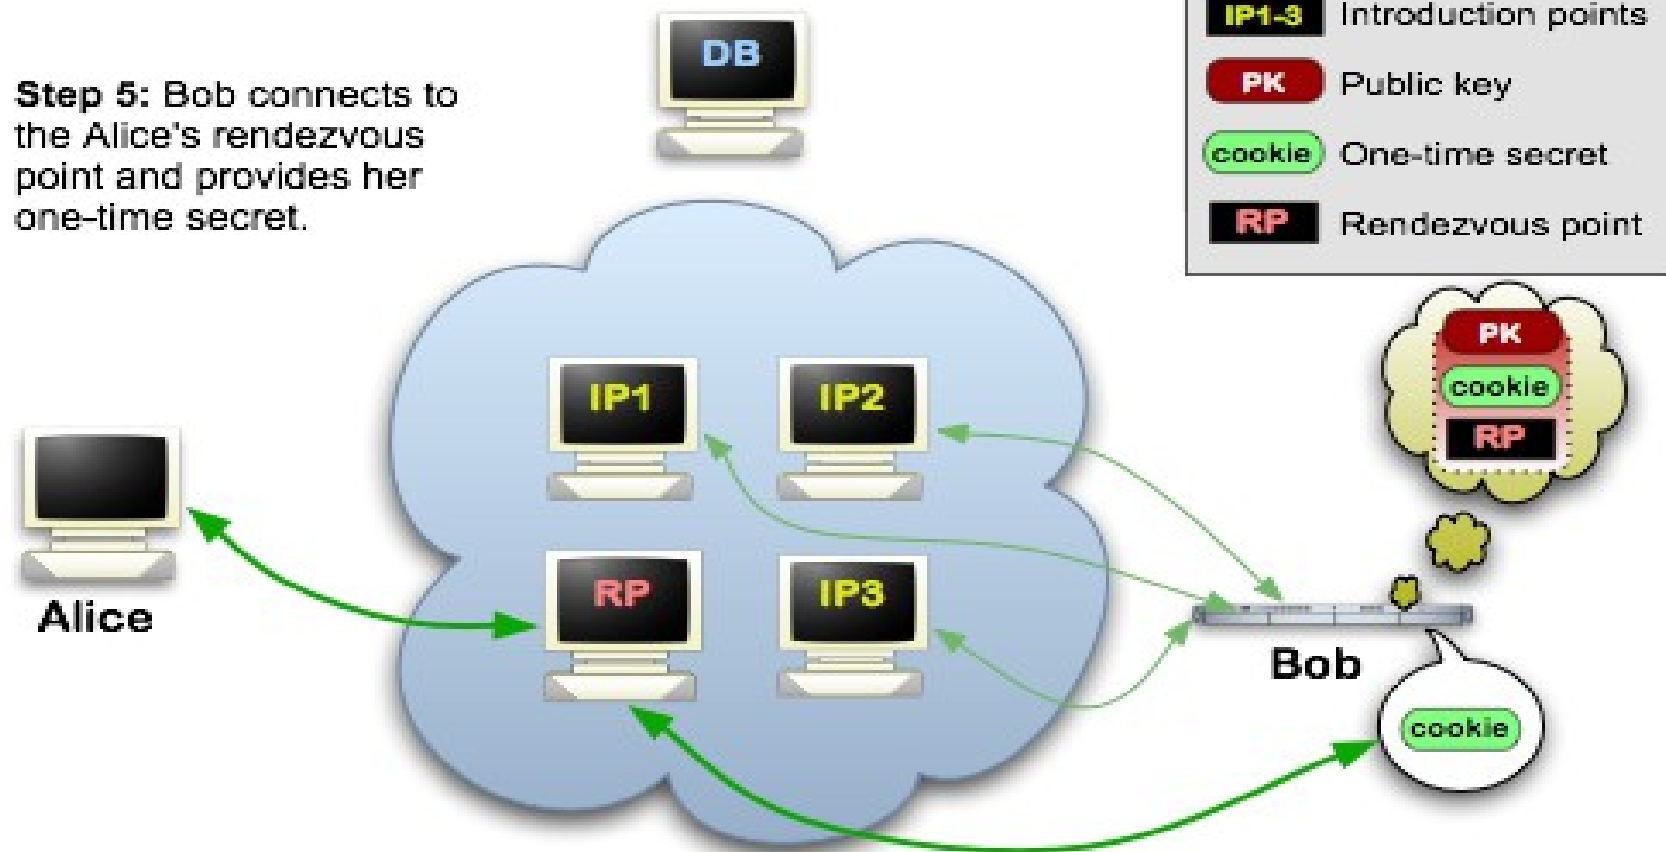 DB
Step 5: Bob connects to
the Alice's rendezvous
point and provides her
one-time secret.
IP1-3 Introduction points
PK Public key
cookie One-time secret
RP Rendezvous point
PK
cookie
RP
IP1
IP2
RP
IP3
Alice
Bob
cookie